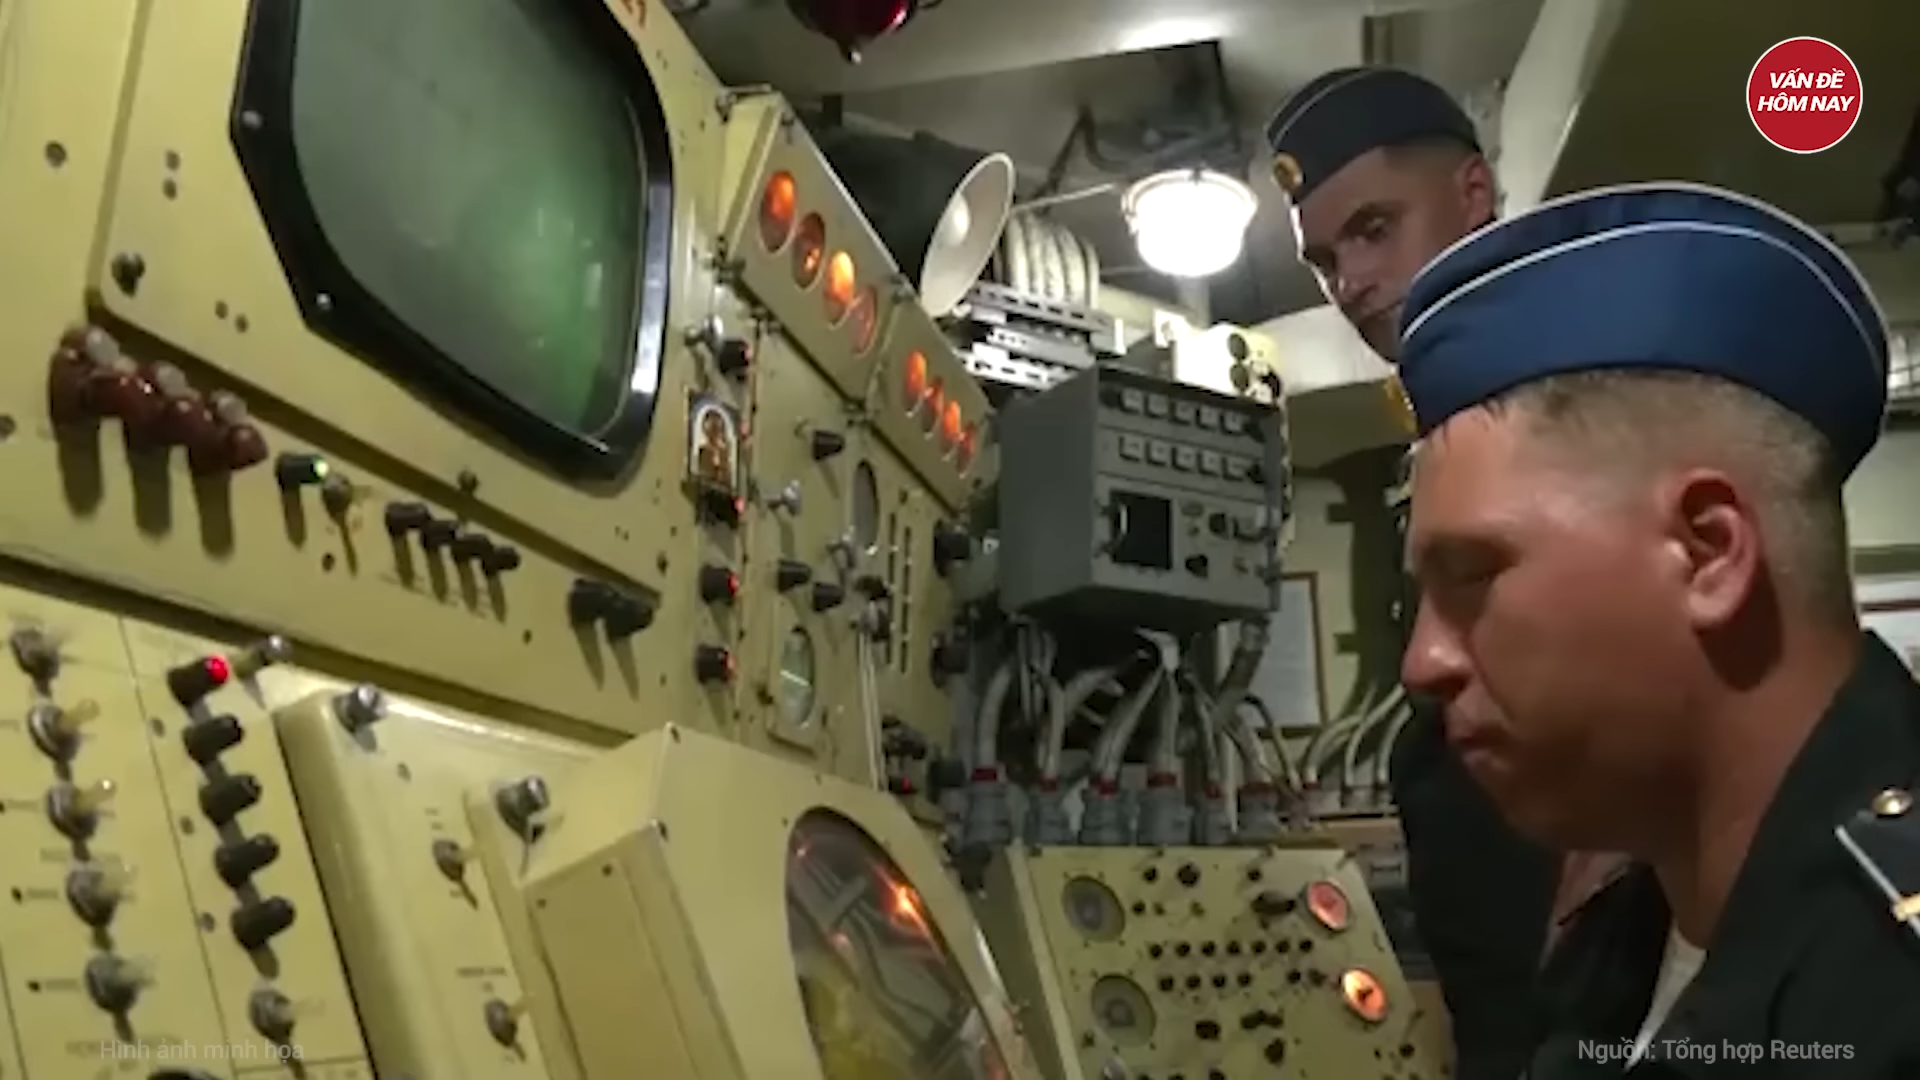 VẤN ĐỀ
HÔM NAY
Hình ảnh minh họa
Nguồn: Tổng hợp Reuters